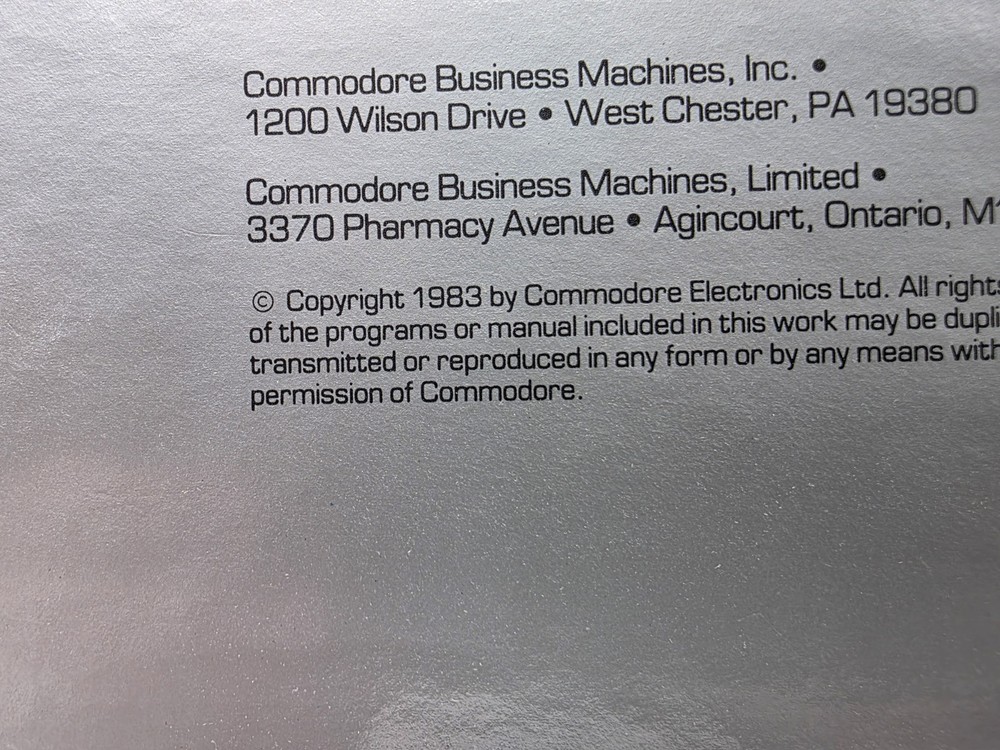 Commodore Business Machines, Inc. •
1200 Wilson Drive • West Chester, PA 19380
Commodore Business Machines, Limited •
3370 Pharmacy Avenue • Agincourt, Ontario,
© Copyright 1983 by Commodore Electronics Ltd. All rights
of the programs or manual included in this work may be
transmitted or reproduced in any form or by any means
permission of Commodore.